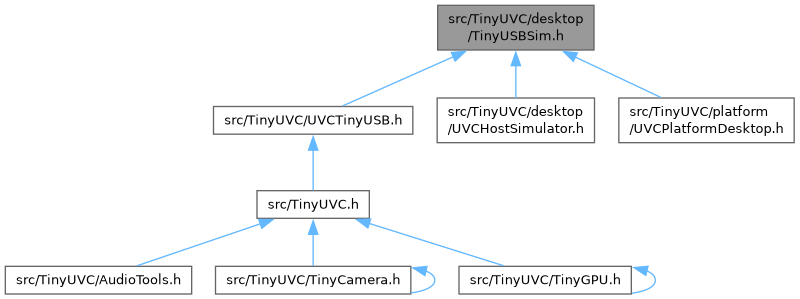 src/TinyUVC/desktop
/TinyUSBSim.h
src/TinyUVC/UVCTinyUSB.h
src/TinyUVC/desktop
/UVCHostSimulator.h
src/TinyUVC/platform
/UVCPlatformDesktop.h
src/TinyUVC.h
src/TinyUVC/AudioTools.h
src/TinyUVC/TinyCamera.h
src/TinyUVC/TinyGPU.h